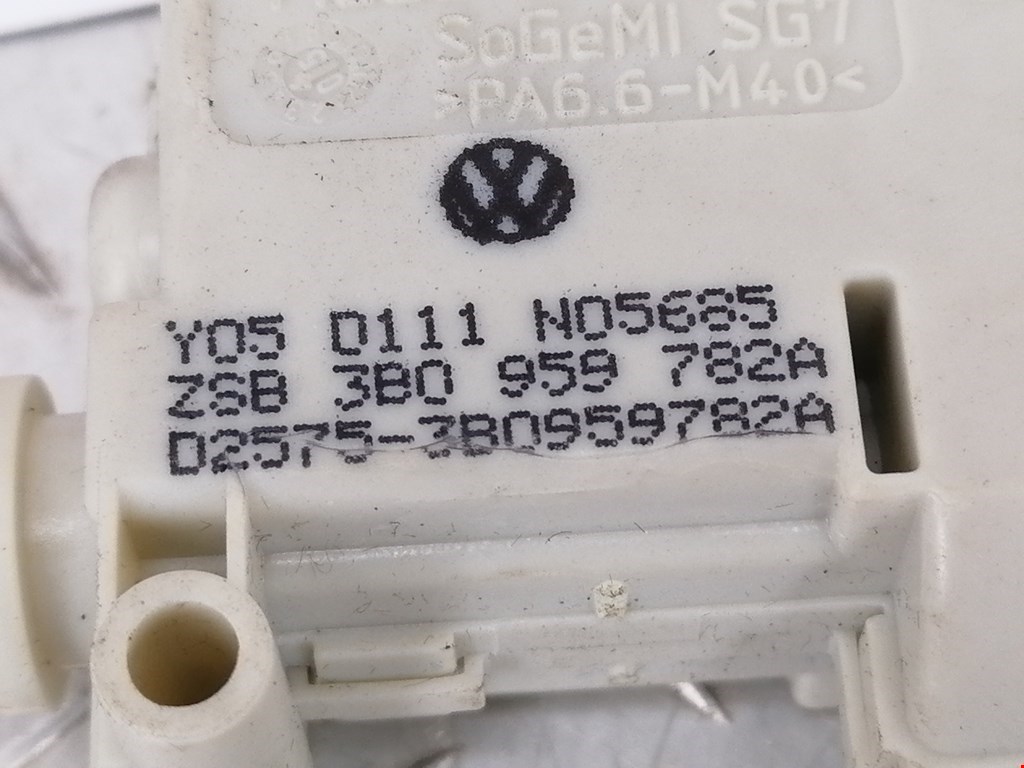 SoGeMi SG7
>PA6.6-M40<
Y05 D111 N05685
ZSB 3B0 959 782A
D2575-3B0959782A